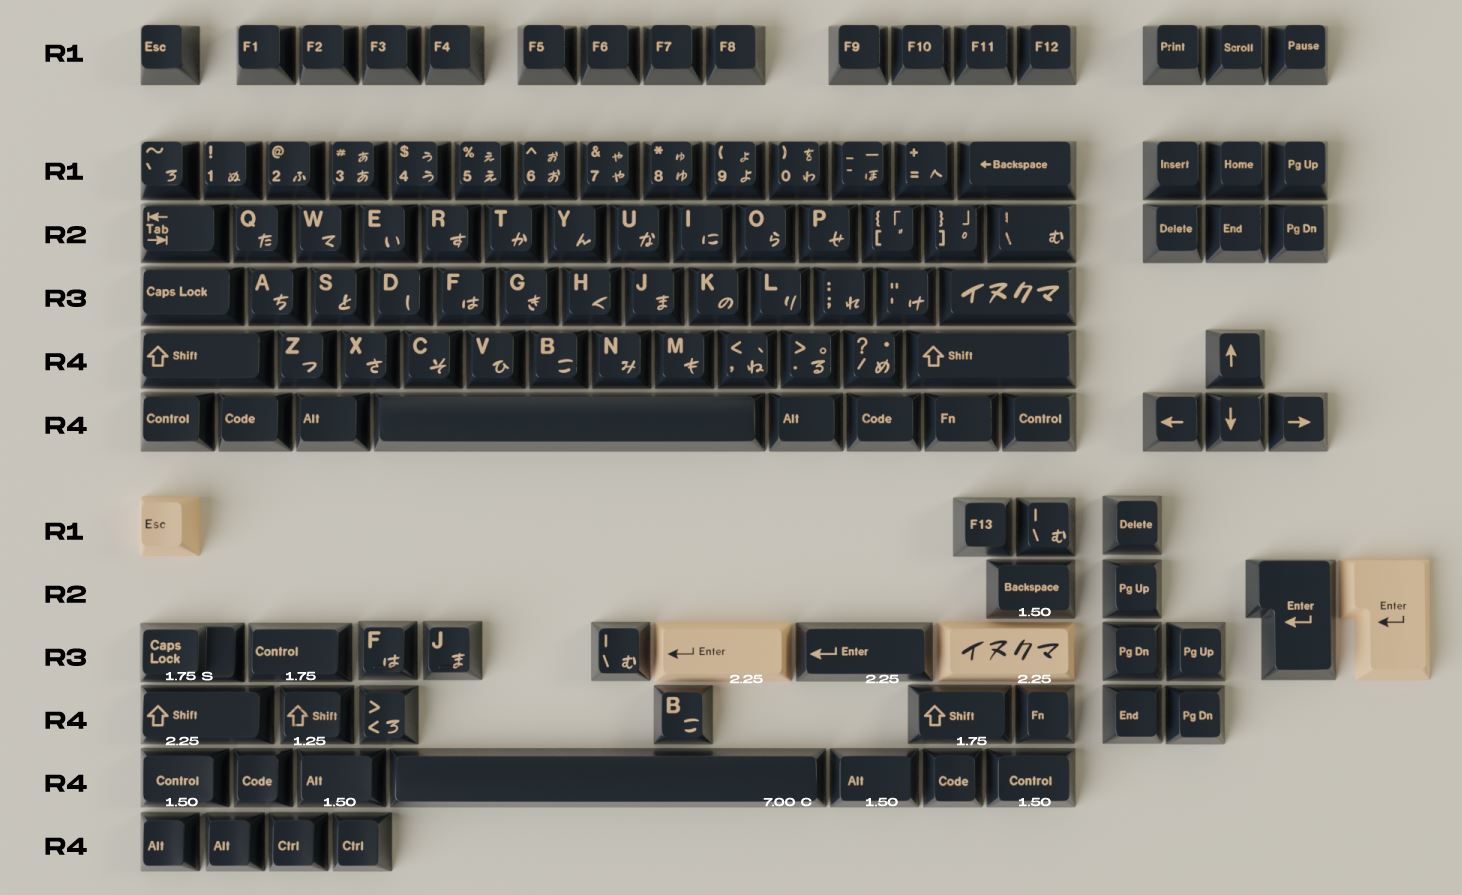 R1 Esc F1 F2 F3 F4 F5 F6 F7 F8 F9 F10 F11 F12 Print Scroll Pause
R1 ~ ` ろ ! 1 ぬ @ 2 ふ # ぁ 3 あ $ ぅ 4 う % ぇ 5 え ^ ぉ 6 お & ゃ 7 や * ゅ 8 ゆ ( ょ 9 よ ) を 0 わ _ — - ほ + = へ ←Backspace Insert Home Pg Up
R2 Tab Q た W て E い R す T か Y ん U な I に O ら P せ { 「 [ ゛ } 」 ] ゜ | \ む Delete End Pg Dn
R3 Caps Lock A ち S と D し F は G き H く J ま K の L り : ; れ " ' け イヌクマ
R4 ⇧ Shift Z つ X さ C そ V ひ B こ N み M も < 、 , ね > 。 . る ? ・ / め ⇧ Shift ↑
R4 Control Code Alt Alt Code Fn Control ← ↓ →
R1 Esc F13 | \ む Delete
R2 Backspace 1.50 Pg Up Enter Enter
R3 Caps Lock 1.75 S Control 1.75 F は J ま | \ む Enter 2.25 Enter 2.25 イヌクマ 2.25 Pg Dn Pg Up
R4 ⇧ Shift 2.25 ⇧ Shift 1.25 > < ろ B こ ⇧ Shift 1.75 Fn End Pg Dn
R4 Control 1.50 Code Alt 1.50 7.00 C Alt 1.50 Code Control 1.50
R4 Alt Alt Ctrl Ctrl